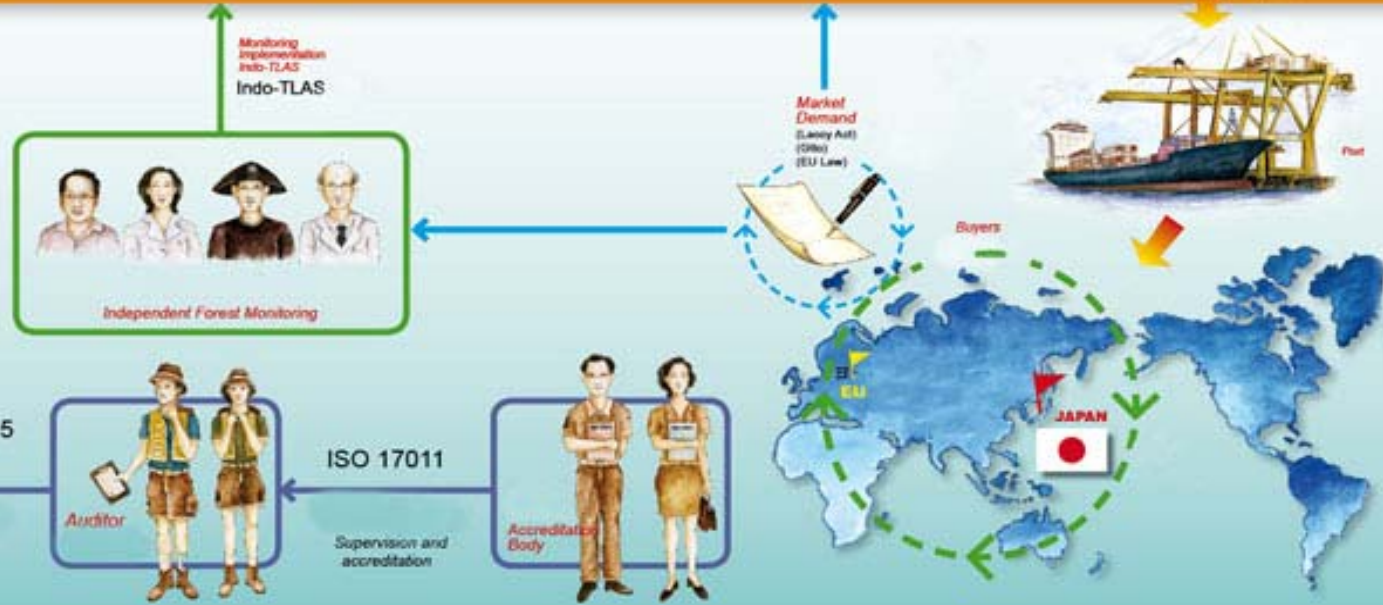 Monitoring
Implementation
Indo-TLAS
Indo-TLAS
Market
Demand
(Lacey Act)
(EU Law)
Port
Buyers
Independent Forest Monitoring
EU
JAPAN
5
ISO 17011
Auditor
Accreditation
Body
Supervision and
accreditation